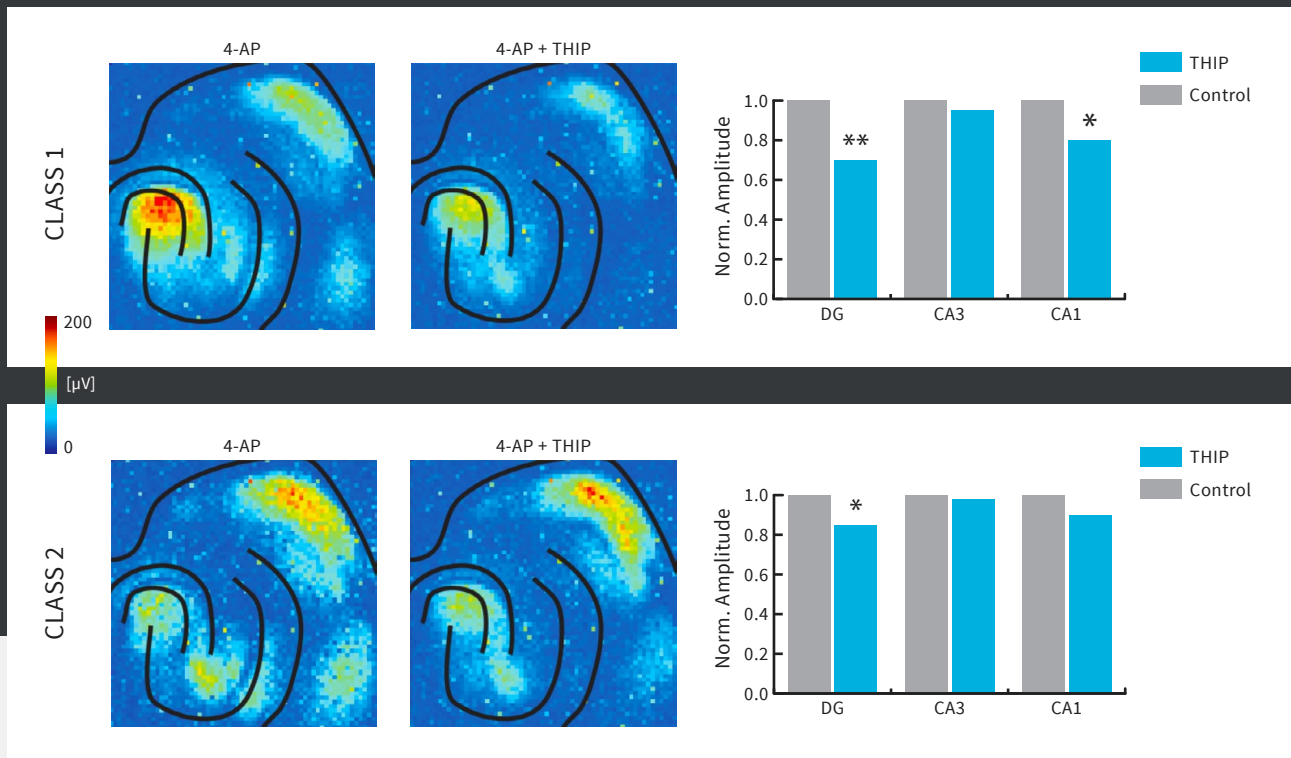 4-AP
4-AP + THIP
CLASS 1
Norm. Amplitude
1.0
0.8
0.6
0.4
0.2
0.0
**
*
DG
CA3
CA1
THIP
Control
200
[µV]
0
4-AP
4-AP + THIP
CLASS 2
Norm. Amplitude
1.0
0.8
0.6
0.4
0.2
0.0
*
DG
CA3
CA1
THIP
Control